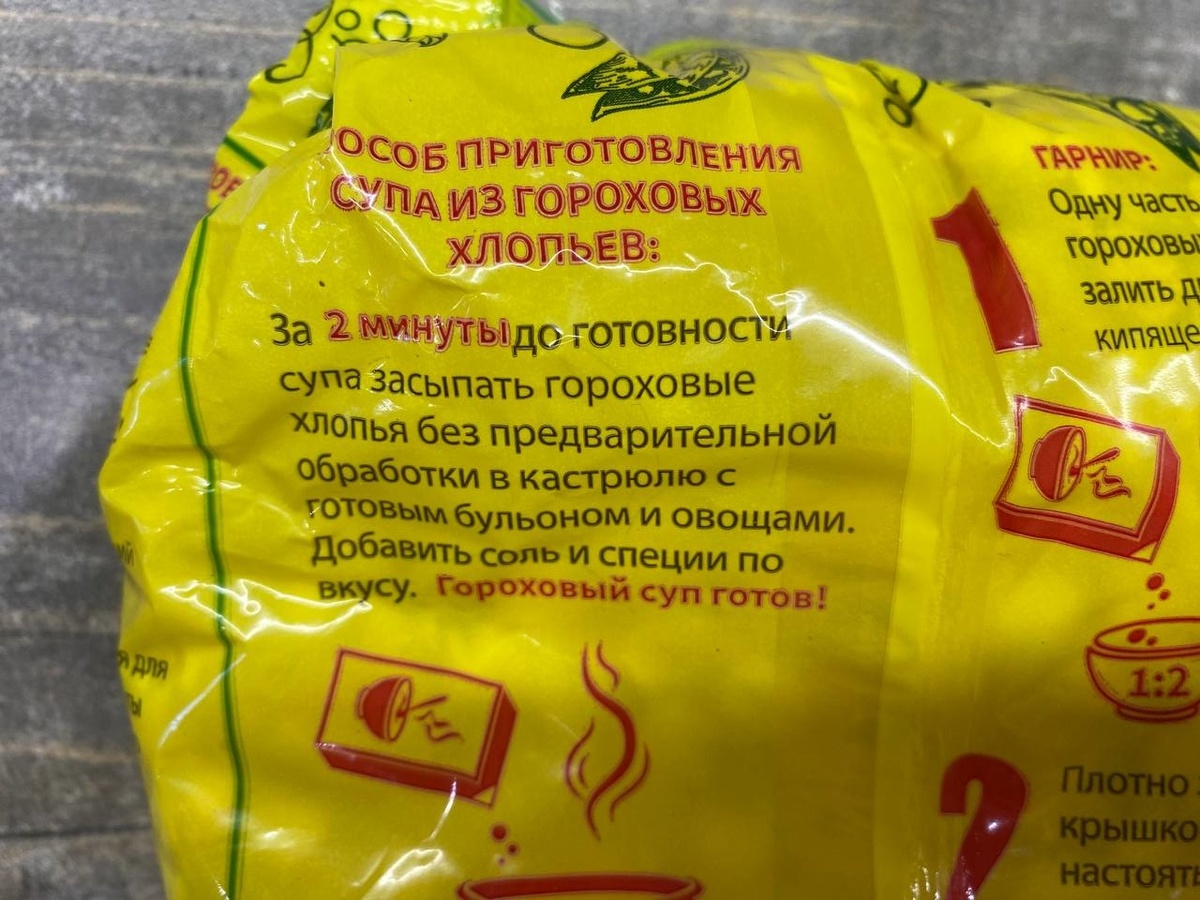 ОСОБ ПРИГОТОВЛЕНИЯ
СУПА ИЗ ГОРОХОВЫХ
ХЛОПЬЕВ:
За 2 минуты до готовности
супа засыпать гороховые
хлопья без предварительной
обработки в кастрюлю с
готовым бульоном и овощами.
Добавить соль и специи по
вкусу. Гороховый суп готов!
ГАРНИР:
1
Одну часть
гороховы
залить
кипяще
1:2
2
Плотно
крышко
настоять
для